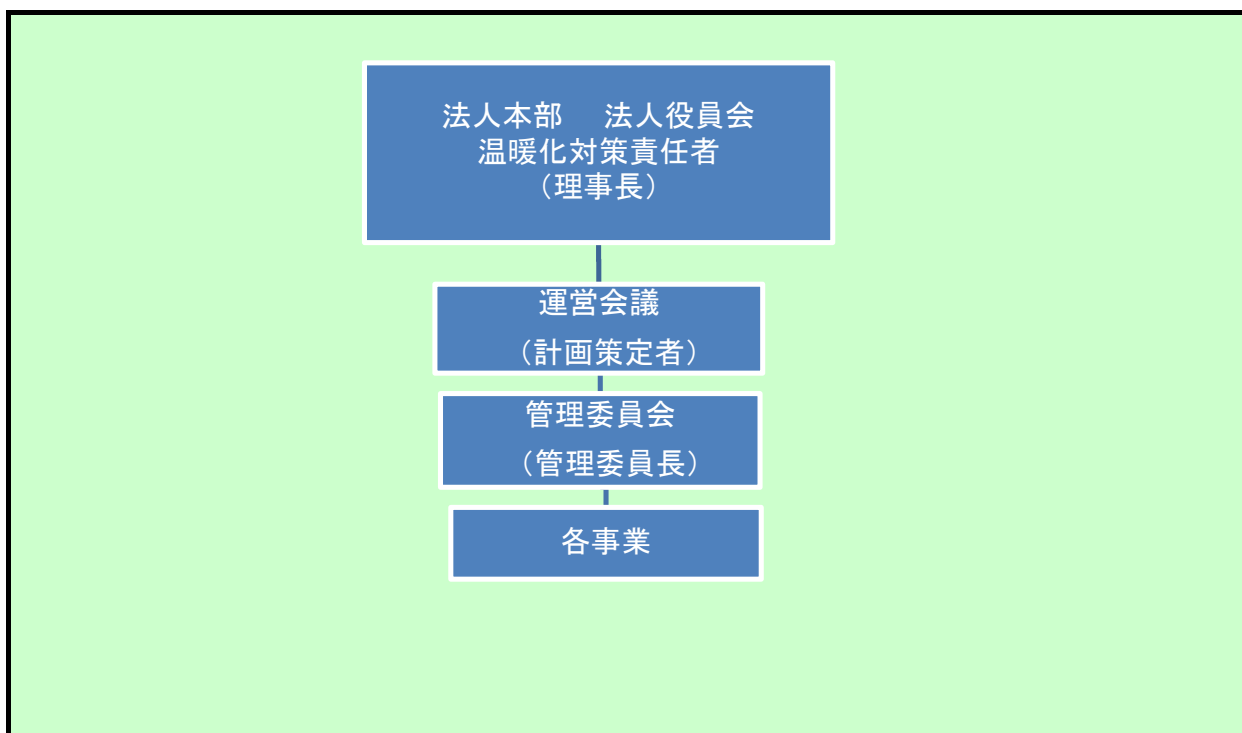 法人本部　法人役員会
温暖化対策責任者
（理事長）
運営会議
（計画策定者）
管理委員会
（管理委員長）
各事業